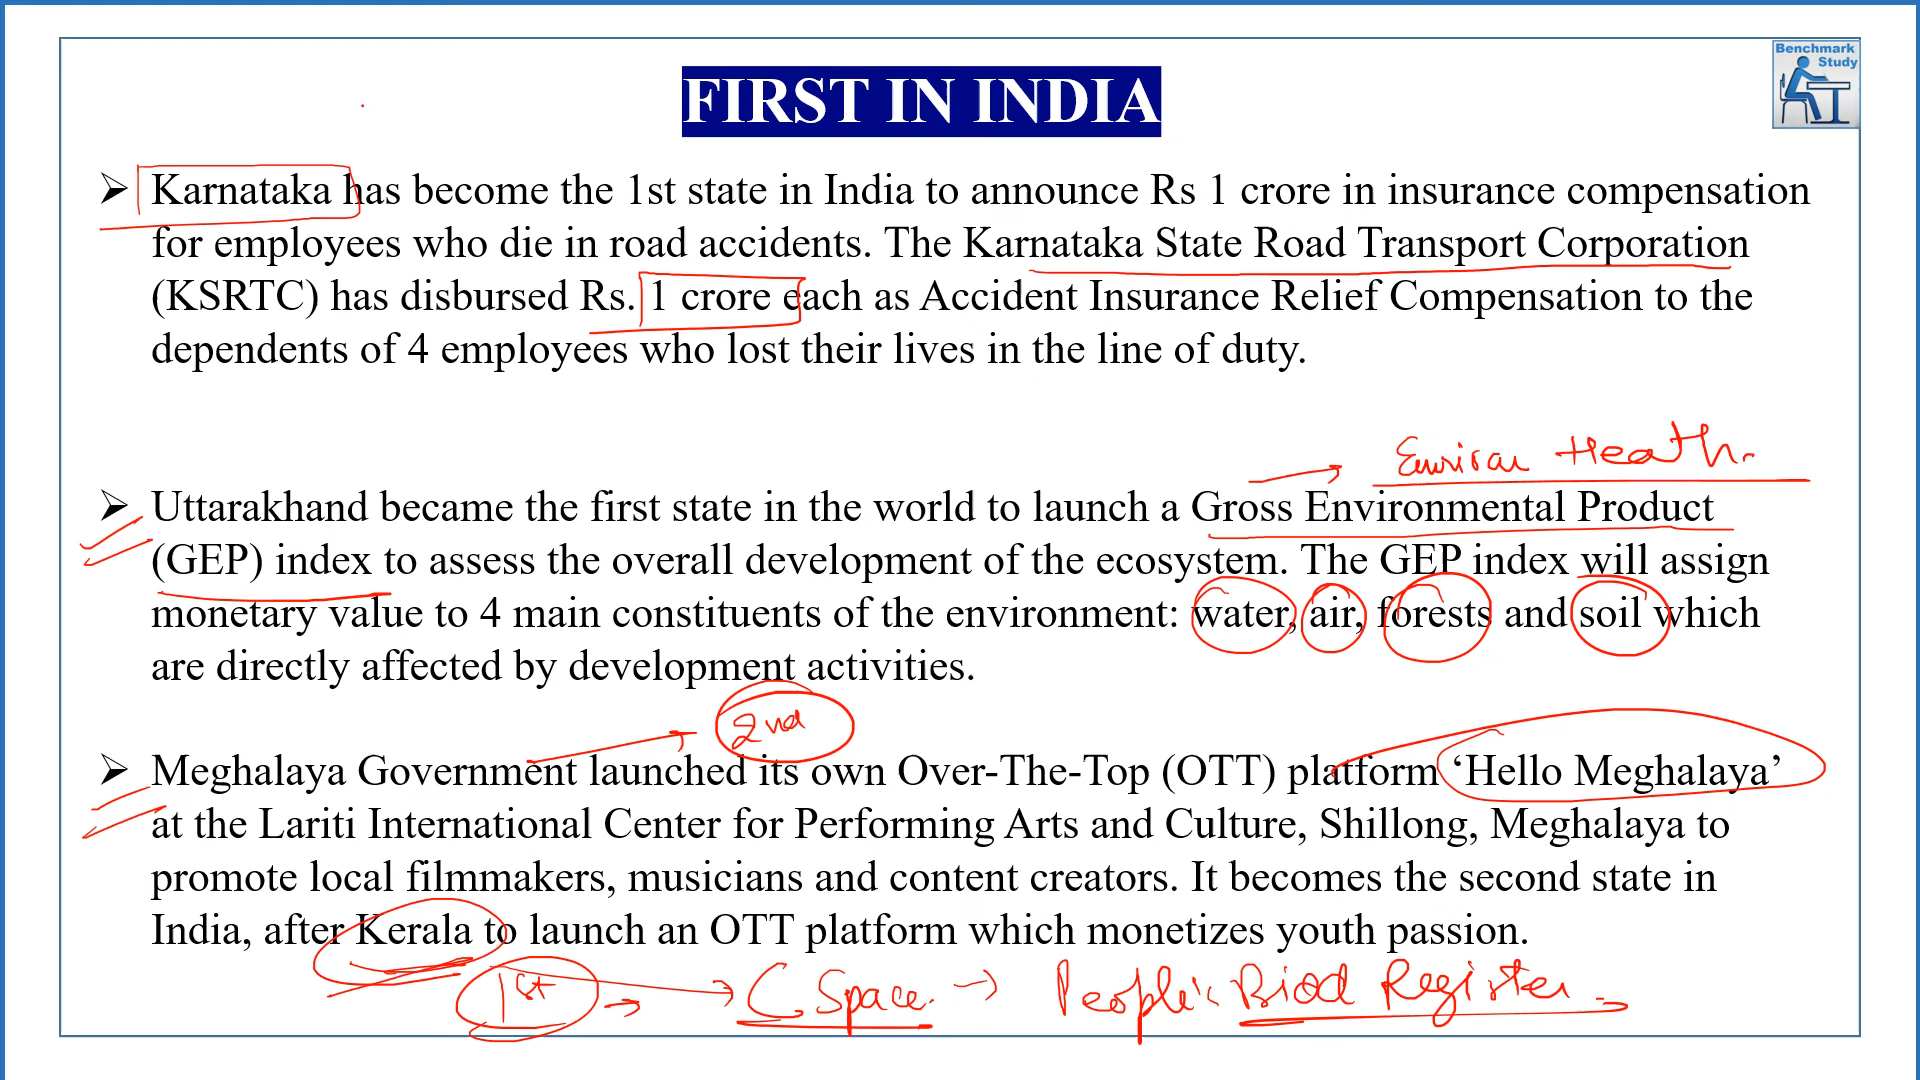 Benchmark
Study
FIRST IN INDIA
➢ Karnataka has become the 1st state in India to announce Rs 1 crore in insurance compensation
for employees who die in road accidents. The Karnataka State Road Transport Corporation
(KSRTC) has disbursed Rs. 1 crore each as Accident Insurance Relief Compensation to the
dependents of 4 employees who lost their lives in the line of duty.
→ Heath.
➢ Uttarakhand became the first state in the world to launch a Gross Environmental Product
(GEP) index to assess the overall development of the ecosystem. The GEP index will assign
monetary value to 4 main constituents of the environment: water, air, forests and soil which
are directly affected by development activities.
→ 2nd
➢ Meghalaya Government launched its own Over-The-Top (OTT) platform ‘Hello Meghalaya’
at the Lariti International Center for Performing Arts and Culture, Shillong, Meghalaya to
promote local filmmakers, musicians and content creators. It becomes the second state in
India, after Kerala to launch an OTT platform which monetizes youth passion.
1st → C Space. → People's Biod Register